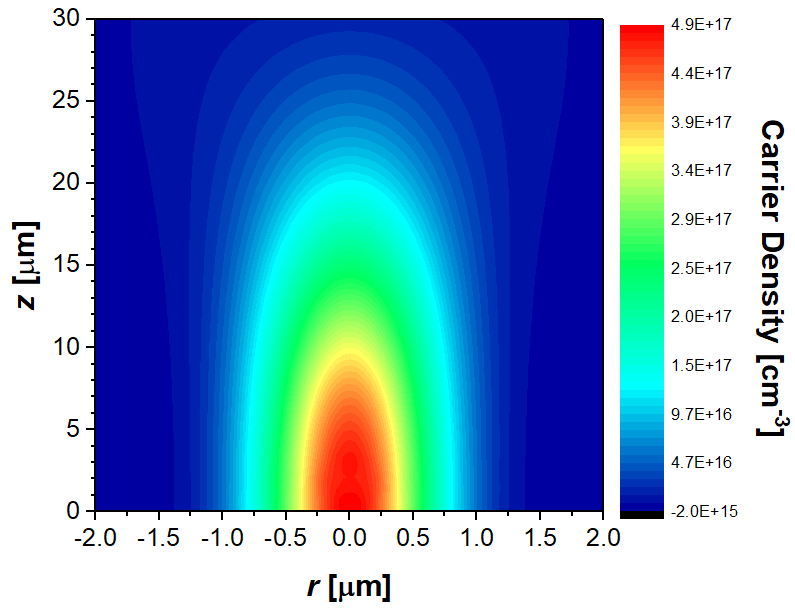 30
25
20
15
10
5
0
z [μm]
-2.0
-1.5
-1.0
-0.5
0.0
0.5
1.0
1.5
2.0
r [μm]
4.9E+17
4.4E+17
3.9E+17
3.4E+17
2.9E+17
2.5E+17
2.0E+17
1.5E+17
9.7E+16
4.7E+16
-2.0E+15
Carrier Density [cm-3]